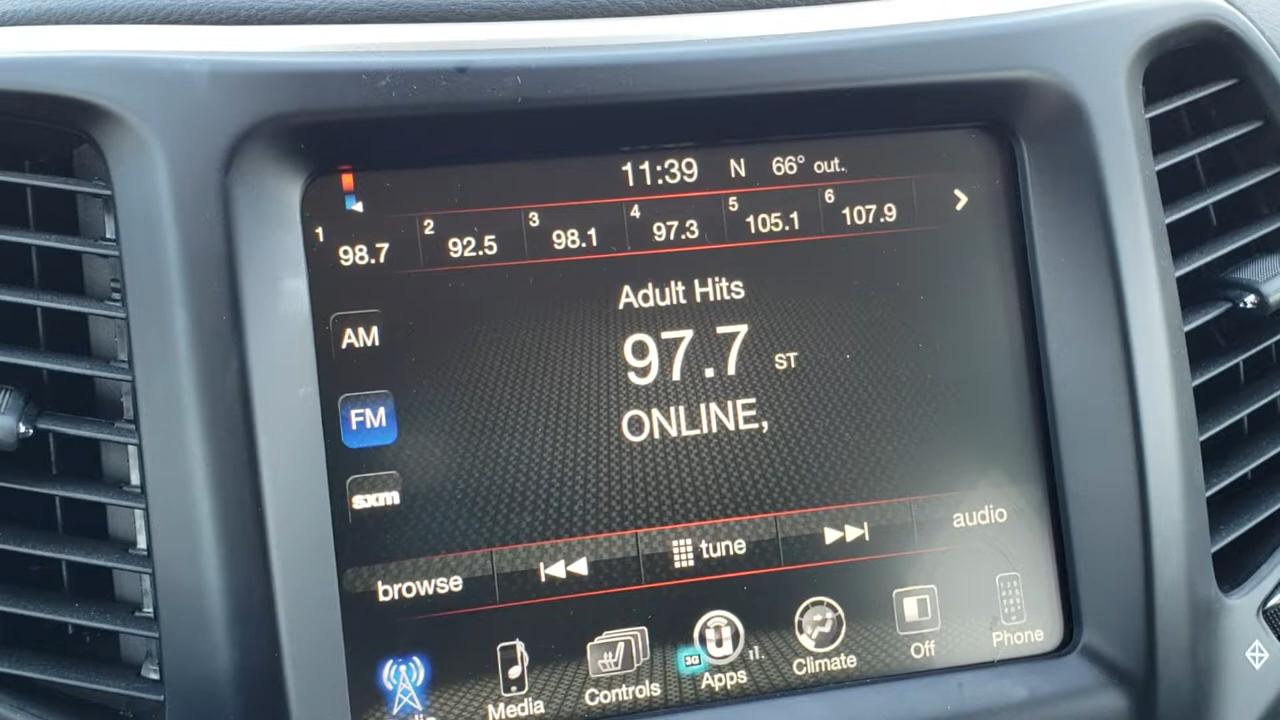 11:39 N 66° out.
1 98.7 2 92.5 3 98.1 4 97.3 5 105.1 6 107.9
Adult Hits
AM
97.7 ST
FM
ONLINE,
sxm
browse tune audio
Media Controls 3G Apps Climate Off Phone